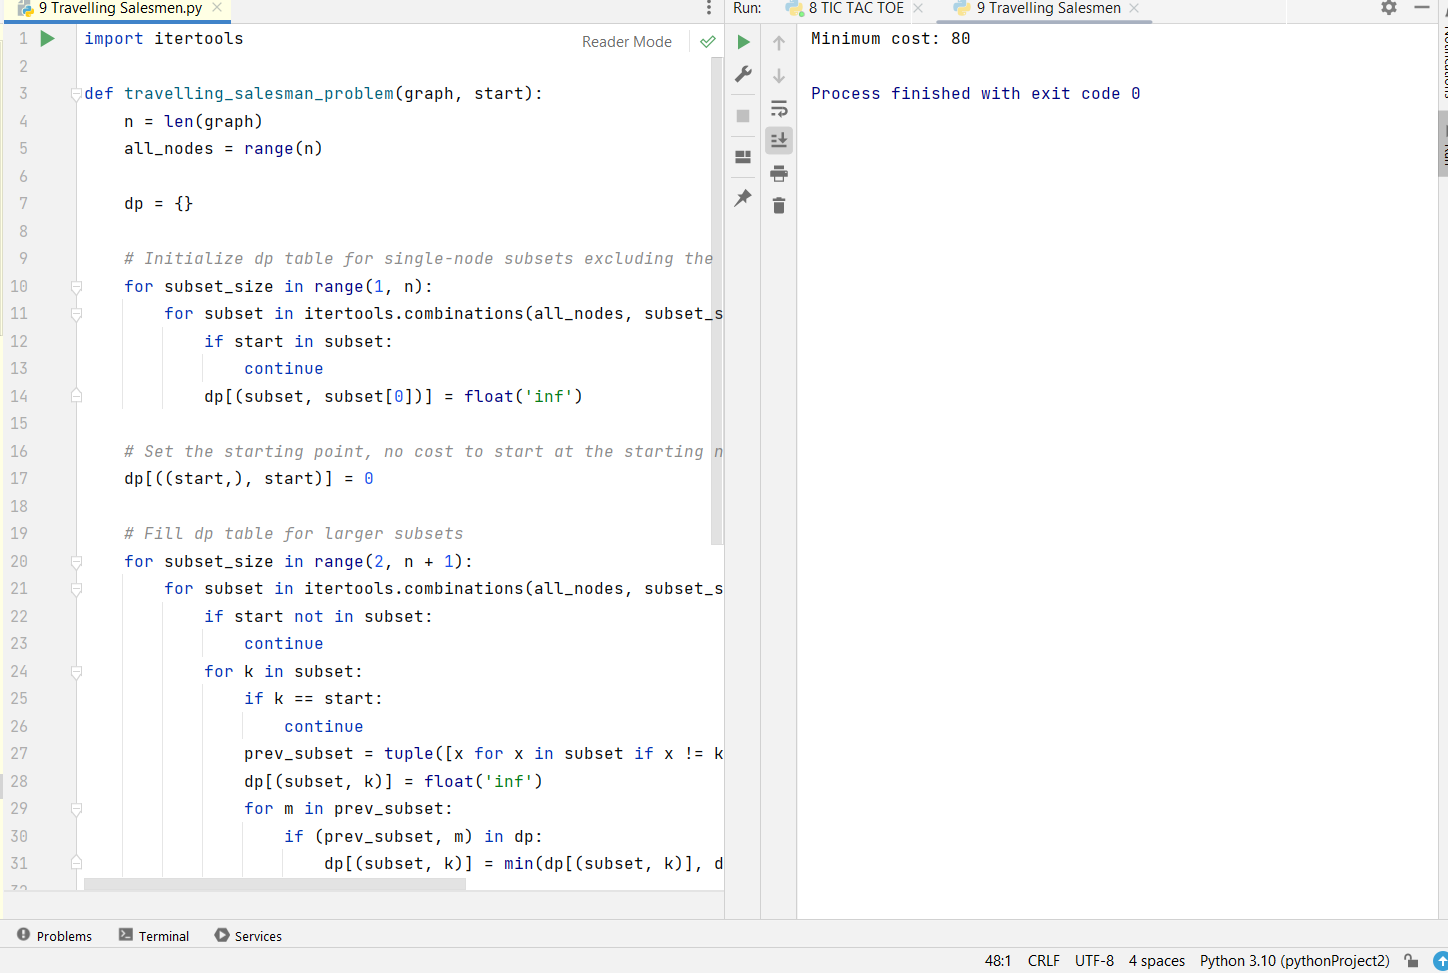 9 Travelling Salesmen.py
Run:
8 TIC TAC TOE
9 Travelling Salesmen
Reader Mode
1 import itertools
2
3 def travelling_salesman_problem(graph, start):
4 n = len(graph)
5 all_nodes = range(n)
6
7 dp = {}
8
9 # Initialize dp table for single-node subsets excluding the
10 for subset_size in range(1, n):
11 for subset in itertools.combinations(all_nodes, subset_s
12 if start in subset:
13 continue
14 dp[(subset, subset[0])] = float('inf')
15
16 # Set the starting point, no cost to start at the starting n
17 dp[((start,), start)] = 0
18
19 # Fill dp table for larger subsets
20 for subset_size in range(2, n + 1):
21 for subset in itertools.combinations(all_nodes, subset_s
22 if start not in subset:
23 continue
24 for k in subset:
25 if k == start:
26 continue
27 prev_subset = tuple([x for x in subset if x != k
28 dp[(subset, k)] = float('inf')
29 for m in prev_subset:
30 if (prev_subset, m) in dp:
31 dp[(subset, k)] = min(dp[(subset, k)], d
Minimum cost: 80
Process finished with exit code 0
Problems
Terminal
Services
48:1
CRLF
UTF-8
4 spaces
Python 3.10 (pythonProject2)